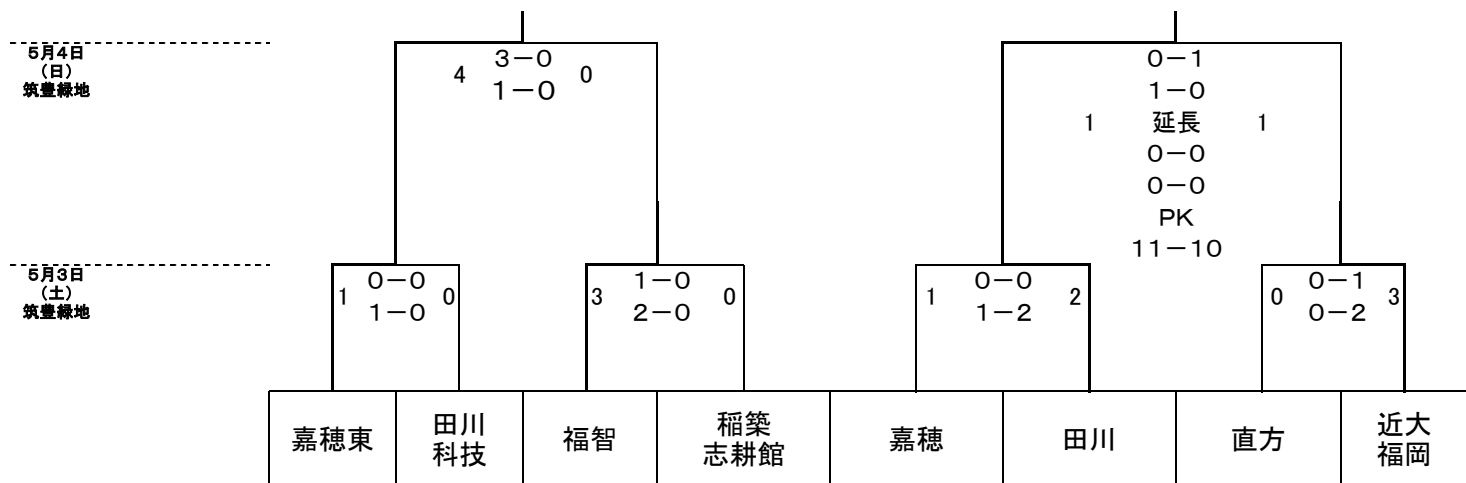 5月4日
(日)
筑豊緑地
4 3－0 0
1－0
0－1
1－0
1 延長 1
0－0
0－0
PK
11－10
5月3日
(土)
筑豊緑地
1 0－0 0
1－0
3 1－0 0
2－0
1 0－0 2
1－2
0 0－1 3
0－2
嘉穂東
田川
科技
福智
稲築
志耕館
嘉穂
田川
直方
近大
福岡